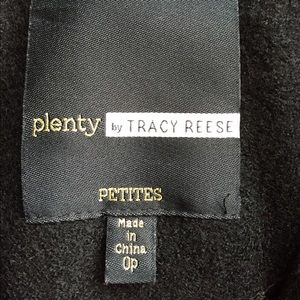 plenty by TRACY REESE
PETITES
Made
in
China
0p